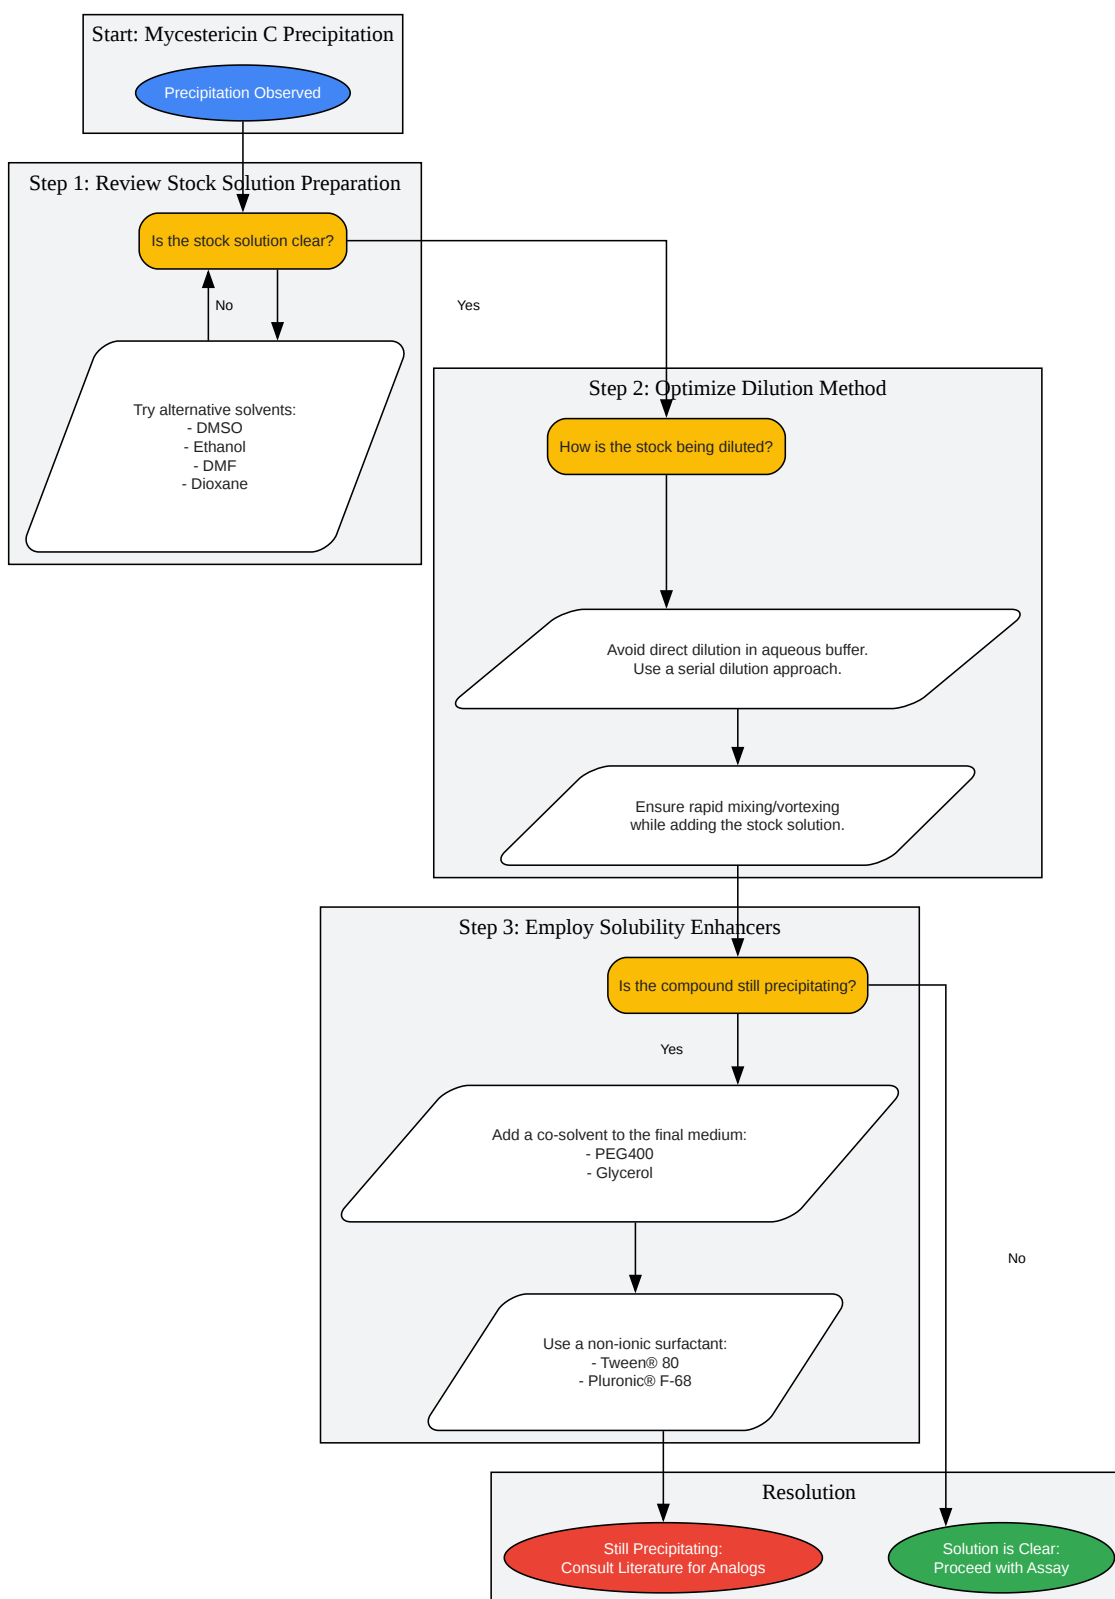 Start: Mycestericin C Precipitation
Precipitation Observed
Step 1: Review Stock Solution Preparation
Is the stock solution clear?
No
Yes
Try alternative solvents:
- DMSO
- Ethanol
- DMF
- Dioxane
Step 2: Optimize Dilution Method
How is the stock being diluted?
Avoid direct dilution in aqueous buffer.
Use a serial dilution approach.
Ensure rapid mixing/vortexing
while adding the stock solution.
Step 3: Employ Solubility Enhancers
Is the compound still precipitating?
Yes
Add a co-solvent to the final medium:
- PEG400
- Glycerol
No
Use a non-ionic surfactant:
- Tween® 80
- Pluronic® F-68
Resolution
Still Precipitating:
Consult Literature for Analogs
Solution is Clear:
Proceed with Assay